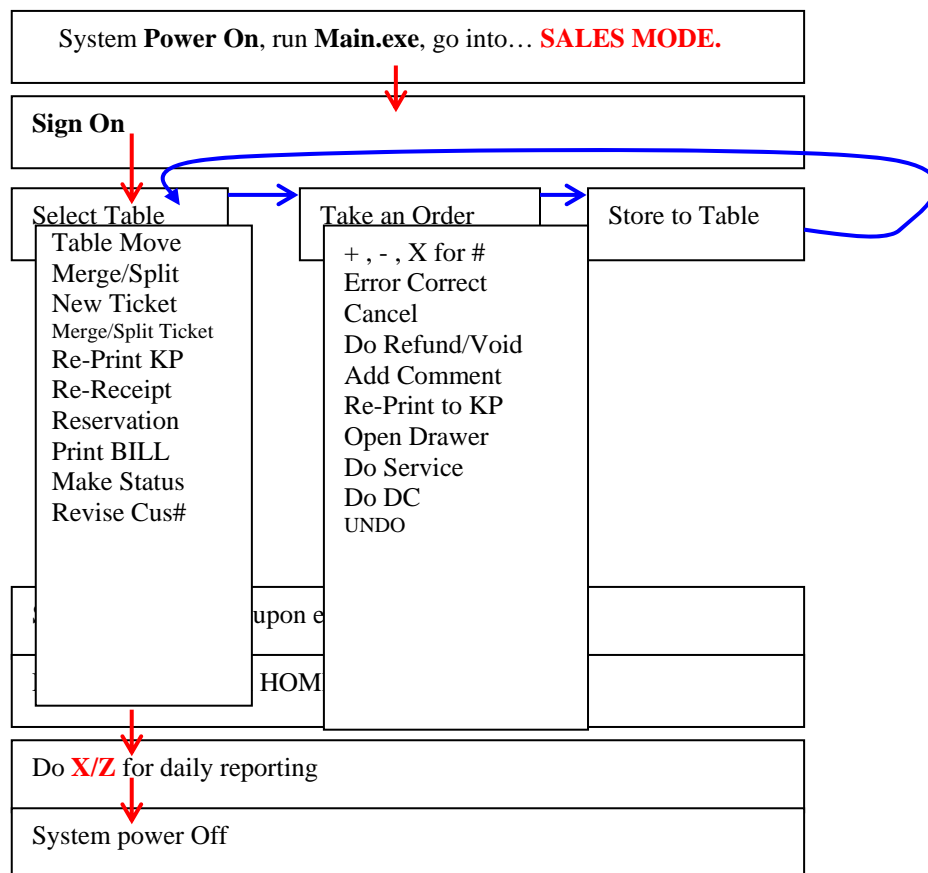 System Power On, run Main.exe, go into… SALES MODE.
Sign On
Select Table
Take an Order
Store to Table
Table Move
Merge/Split
New Ticket
Merge/Split Ticket
Re-Print KP
Re-Receipt
Reservation
Print BILL
Make Status
Revise Cus#
+ , - , X for #
Error Correct
Cancel
Do Refund/Void
Add Comment
Re-Print to KP
Open Drawer
Do Service
Do DC
UNDO
upon
Do X/Z for daily reporting
System power Off